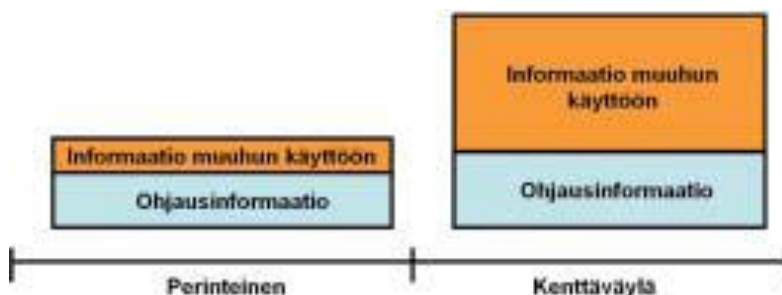 Informaatio muuhun käyttöön
Ohjausinformaatio
Informaatio muuhun
käyttöön
Ohjausinformaatio
Perinteinen
Kenttäväylä